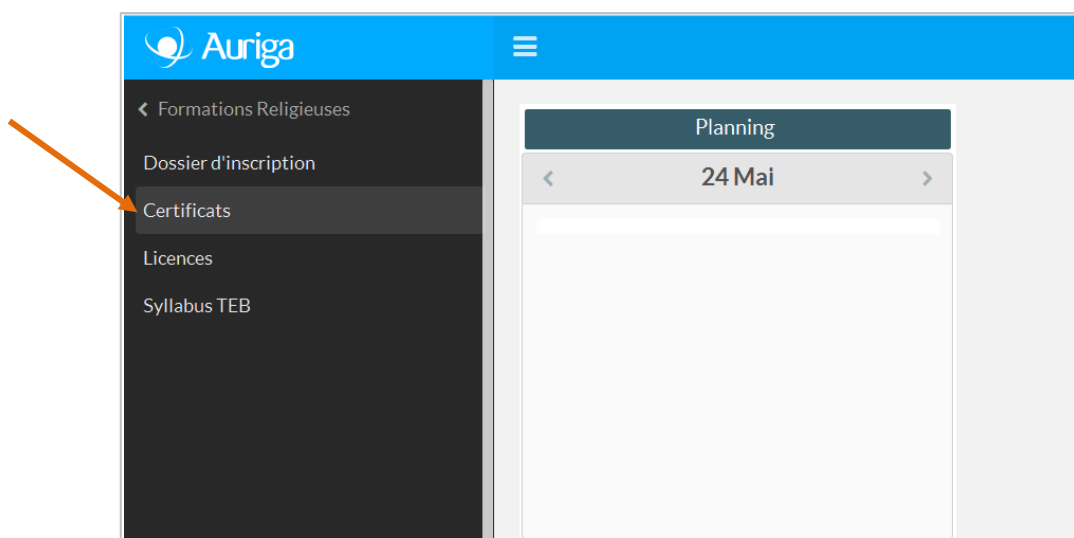 Auriga
Formations Religieuses
Dossier d'inscription
Certificats
Licences
Syllabus TEB
Planning
24 Mai